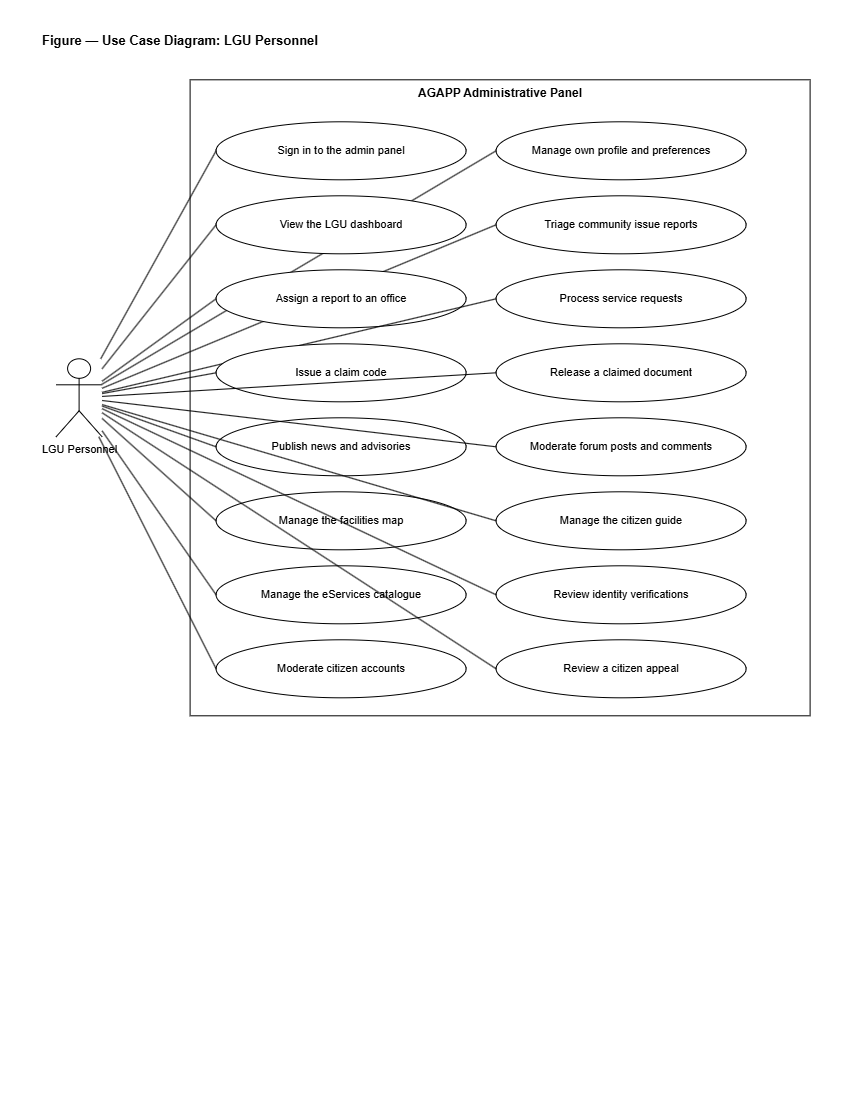 Figure — Use Case Diagram: LGU Personnel
AGAPP Administrative Panel
Sign in to the admin panel
Manage own profile and preferences
View the LGU dashboard
Triage community issue reports
Assign a report to an office
Process service requests
Issue a claim code
Release a claimed document
LGU Personnel
Publish news and advisories
Moderate forum posts and comments
Manage the facilities map
Manage the citizen guide
Manage the eServices catalogue
Review identity verifications
Moderate citizen accounts
Review a citizen appeal